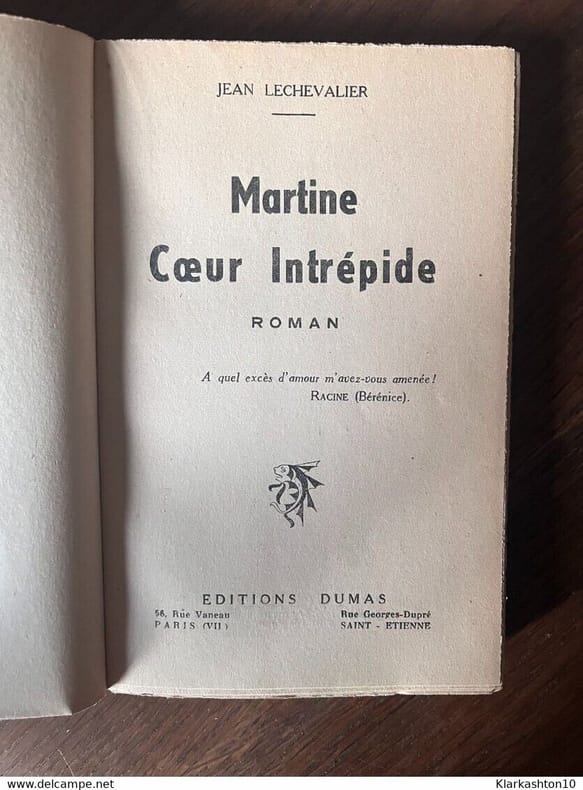 JEAN LECHEVALIER
Martine
Cœur Intrépide
ROMAN
A quel excès d'amour m'avez-vous amenée!
RACINE (Bérénice).
EDITIONS DUMAS
56, Rue Vaneau
PARIS (VII)
Rue Georges-Dupré
SAINT - ETIENNE
www.delcampe.net
Klarkashton10